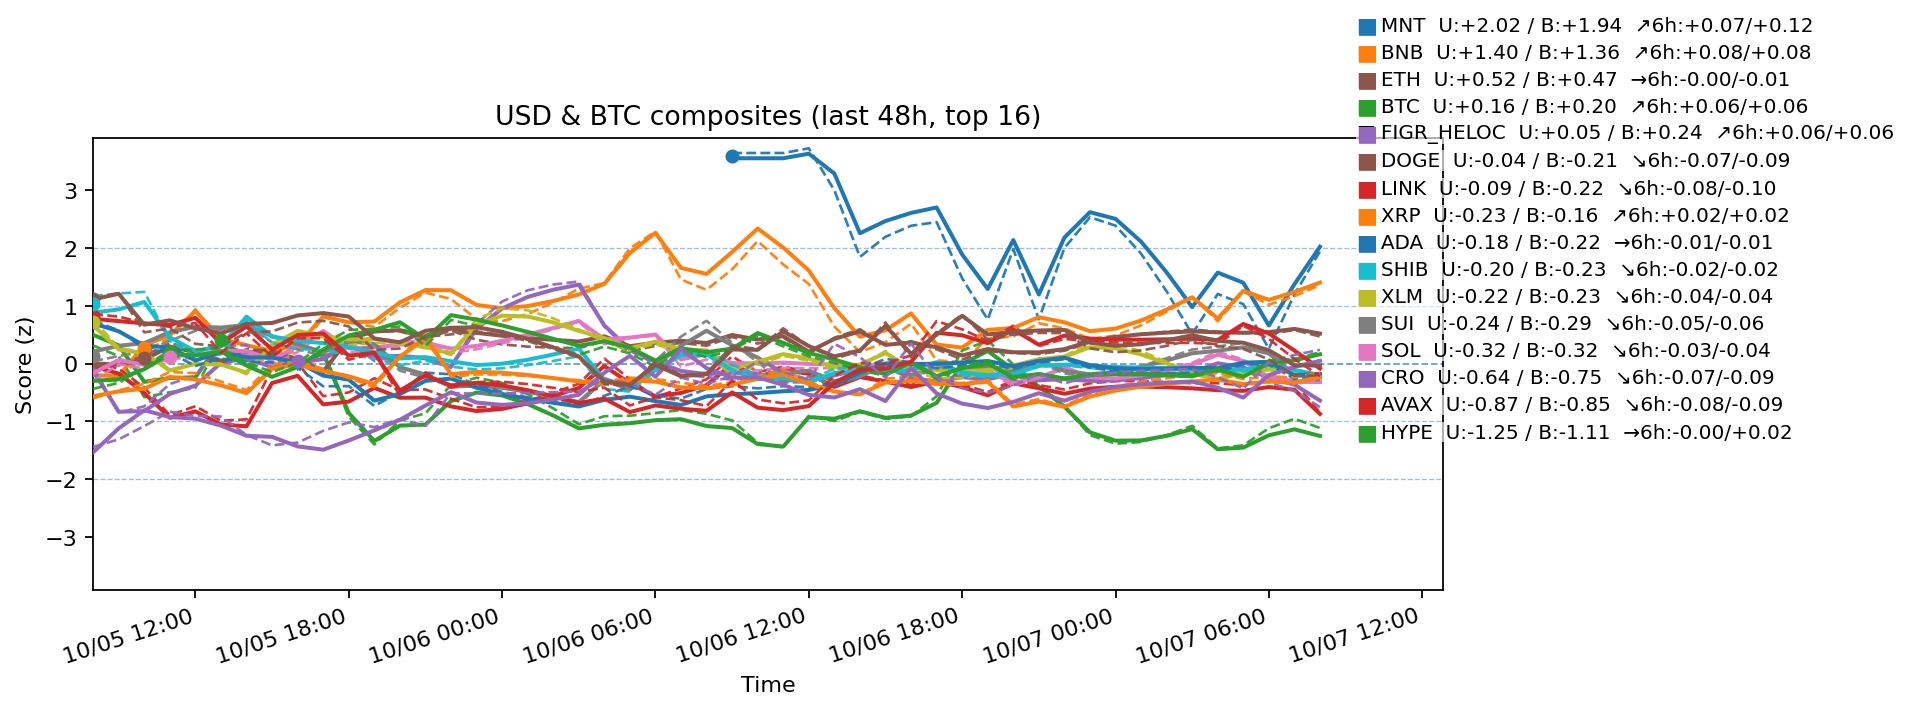 MNT  U:+2.02 / B:+1.94  ↗6h:+0.07/+0.12
BNB  U:+1.40 / B:+1.36  ↗6h:+0.08/+0.08
ETH  U:+0.52 / B:+0.47  →6h:-0.00/-0.01
BTC  U:+0.16 / B:+0.20  ↗6h:+0.06/+0.06
FIGR_HELOC  U:+0.05 / B:+0.24  ↗6h:+0.06/+0.06
DOGE  U:-0.04 / B:-0.21  ↘6h:-0.07/-0.09
LINK  U:-0.09 / B:-0.22  ↘6h:-0.08/-0.10
XRP  U:-0.23 / B:-0.16  ↗6h:+0.02/+0.02
ADA  U:-0.18 / B:-0.22  →6h:-0.01/-0.01
SHIB  U:-0.20 / B:-0.23  ↘6h:-0.02/-0.02
XLM  U:-0.22 / B:-0.23  ↘6h:-0.04/-0.04
SUI  U:-0.24 / B:-0.29  ↘6h:-0.05/-0.06
SOL  U:-0.32 / B:-0.32  ↘6h:-0.03/-0.04
CRO  U:-0.64 / B:-0.75  ↘6h:-0.07/-0.09
AVAX  U:-0.87 / B:-0.85  ↘6h:-0.08/-0.09
HYPE  U:-1.25 / B:-1.11  →6h:-0.00/+0.02
USD & BTC composites (last 48h, top 16)
Score (z)
3
2
1
0
−1
−2
−3
10/05 12:00
10/05 18:00
10/06 00:00
10/06 06:00
10/06 12:00
10/06 18:00
10/07 00:00
10/07 06:00
10/07 12:00
Time